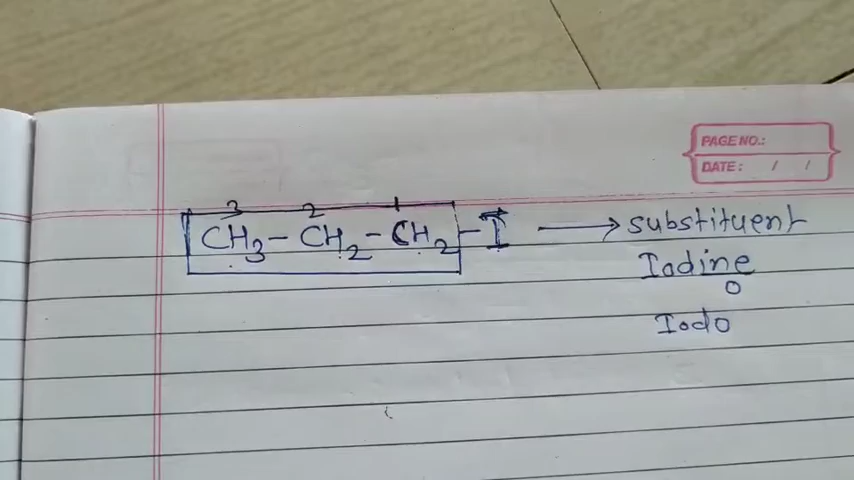 PAGE NO.:
DATE: / /
3 2 1
CH3 - CH2 - CH2 - I → substituent
Iodine
o
Iodo